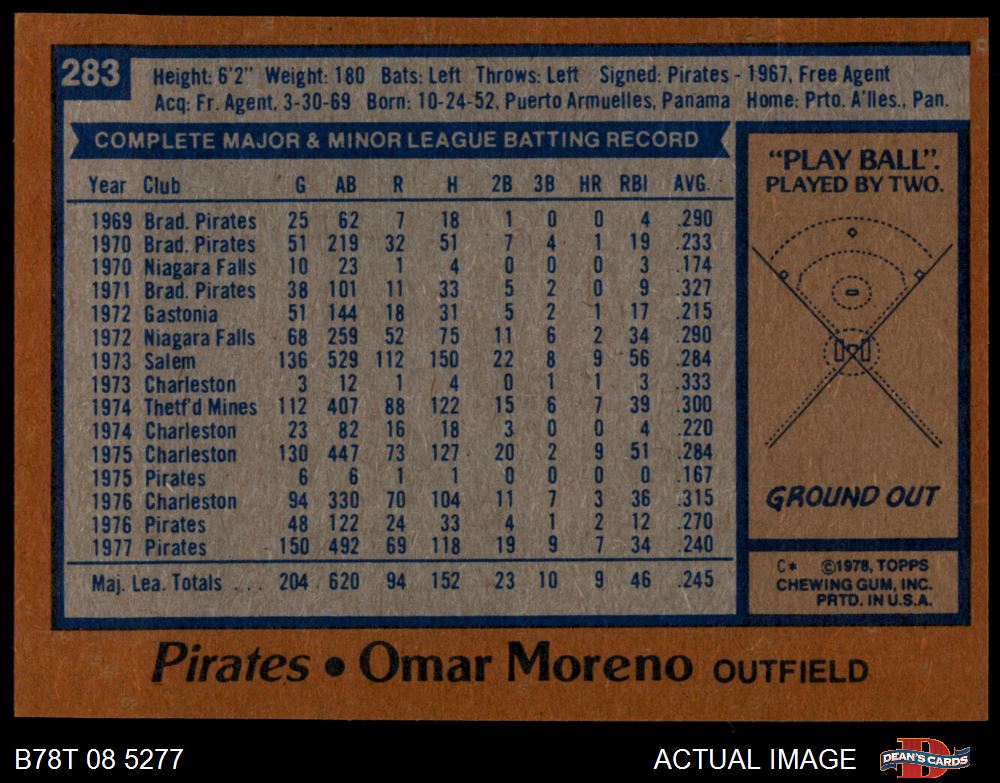 283
Height: 6'2" Weight: 180 Bats: Left Throws: Left Signed: Pirates - 1967, Free Agent
Acq: Fr. Agent, 3-30-69 Born: 10-24-52, Puerto Armuelles, Panama Home: Prto. A'lles., Pan.
COMPLETE MAJOR & MINOR LEAGUE BATTING RECORD
Year Club G AB R H 2B 3B HR RBI AVG.
1969 Brad. Pirates 25 62 7 18 1 0 0 4 .290
1970 Brad. Pirates 51 219 32 51 7 4 1 19 .233
1970 Niagara Falls 10 23 1 4 0 0 0 3 .174
1971 Brad. Pirates 38 101 11 33 5 2 0 9 .327
1972 Gastonia 51 144 18 31 5 2 1 17 .215
1972 Niagara Falls 68 259 52 75 11 6 2 34 .290
1973 Salem 136 529 112 150 22 8 9 56 .284
1973 Charleston 3 12 1 4 0 1 1 3 .333
1974 Thetf'd Mines 112 407 88 122 15 6 7 39 .300
1974 Charleston 23 82 16 18 3 0 0 4 .220
1975 Charleston 130 447 73 127 20 2 9 51 .284
1975 Pirates 6 6 1 1 0 0 0 0 .167
1976 Charleston 94 330 70 104 11 7 3 36 .315
1976 Pirates 48 122 24 33 4 1 2 12 .270
1977 Pirates 150 492 69 118 19 9 7 34 .240
Maj. Lea. Totals . . . 204 620 94 152 23 10 9 46 .245
"PLAY BALL".
PLAYED BY TWO.
GROUND OUT
C* ©1978, TOPPS
CHEWING GUM, INC.
PRTD. IN U.S.A.
Pirates • Omar Moreno OUTFIELD
B78T 08 5277
ACTUAL IMAGE
D
DEAN'S CARDS